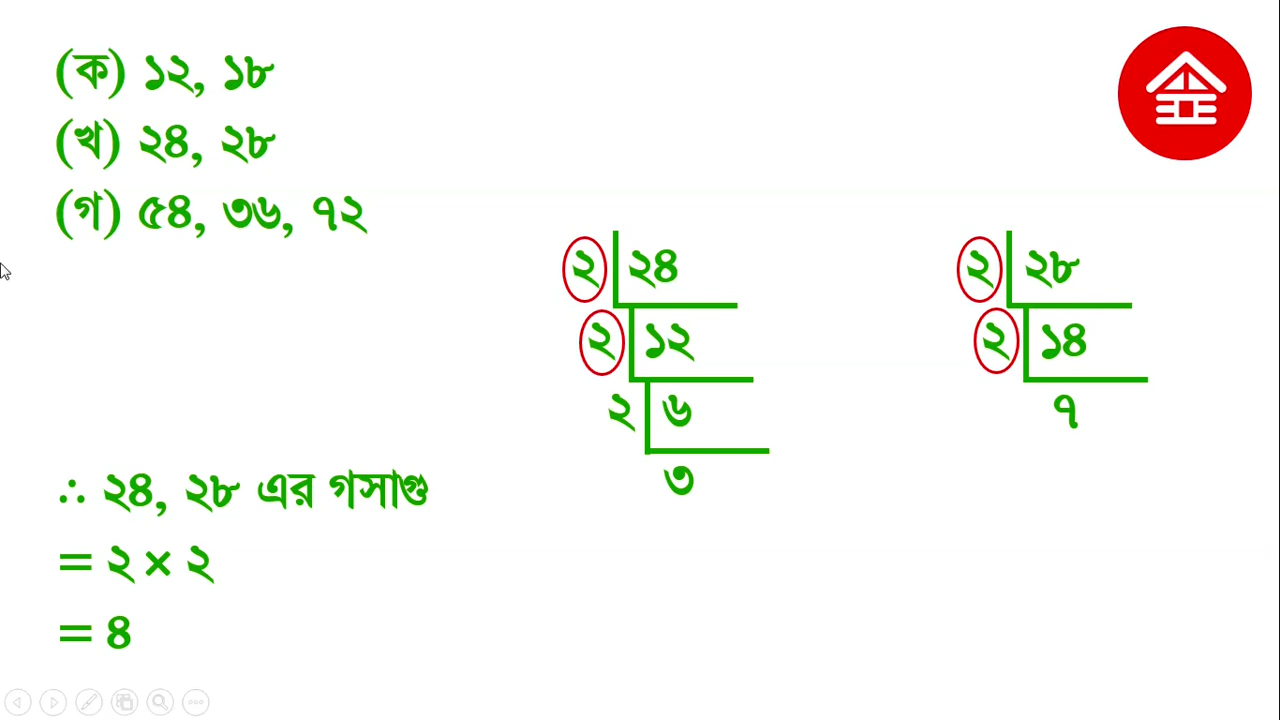 (ক) ১২, ১৮
(খ) ২৪, ২৮
(গ) ৫৪, ৩৬, ৭২
২ ২৪
২ ১২
২ ৬
৩
২ ২৮
২ ১৪
৭
∴ ২৪, ২৮ এর গসাগু
= ২ × ২
= ৪